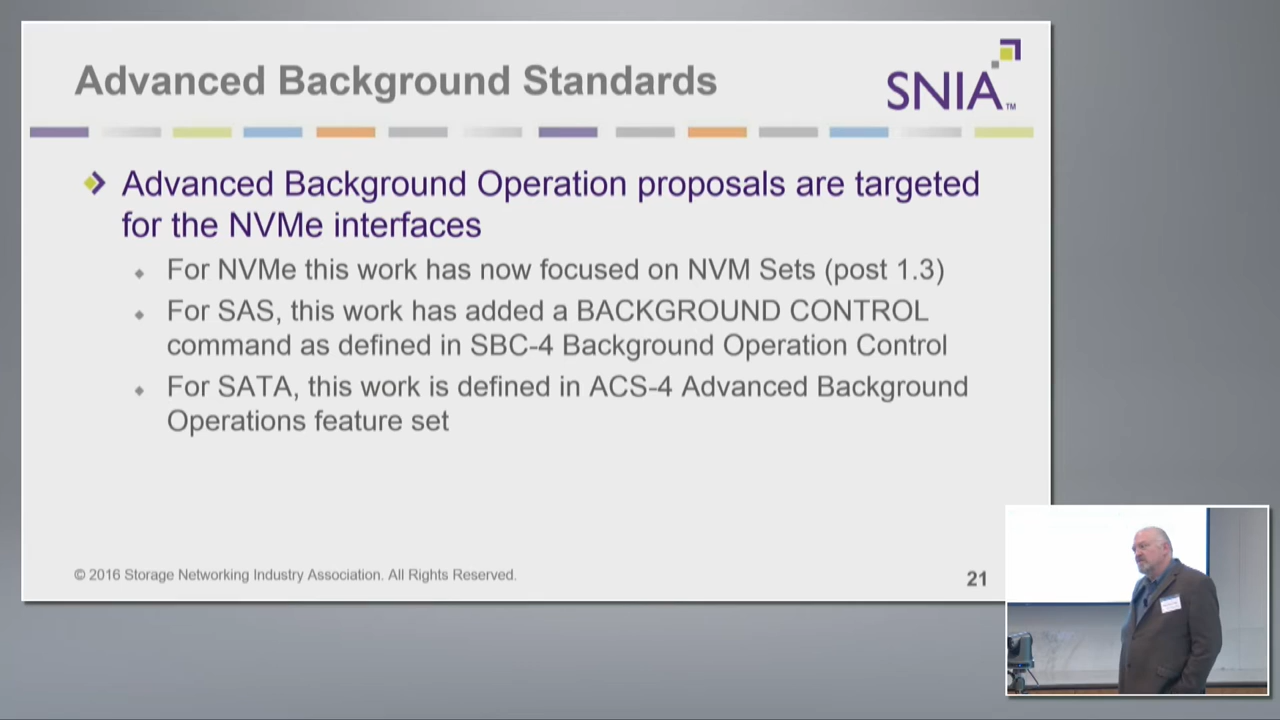 Advanced Background Standards
SNIA™
Advanced Background Operation proposals are targeted
for the NVMe interfaces
For NVMe this work has now focused on NVM Sets (post 1.3)
For SAS, this work has added a BACKGROUND CONTROL
command as defined in SBC-4 Background Operation Control
For SATA, this work is defined in ACS-4 Advanced Background
Operations feature set
© 2016 Storage Networking Industry Association. All Rights Reserved.
21